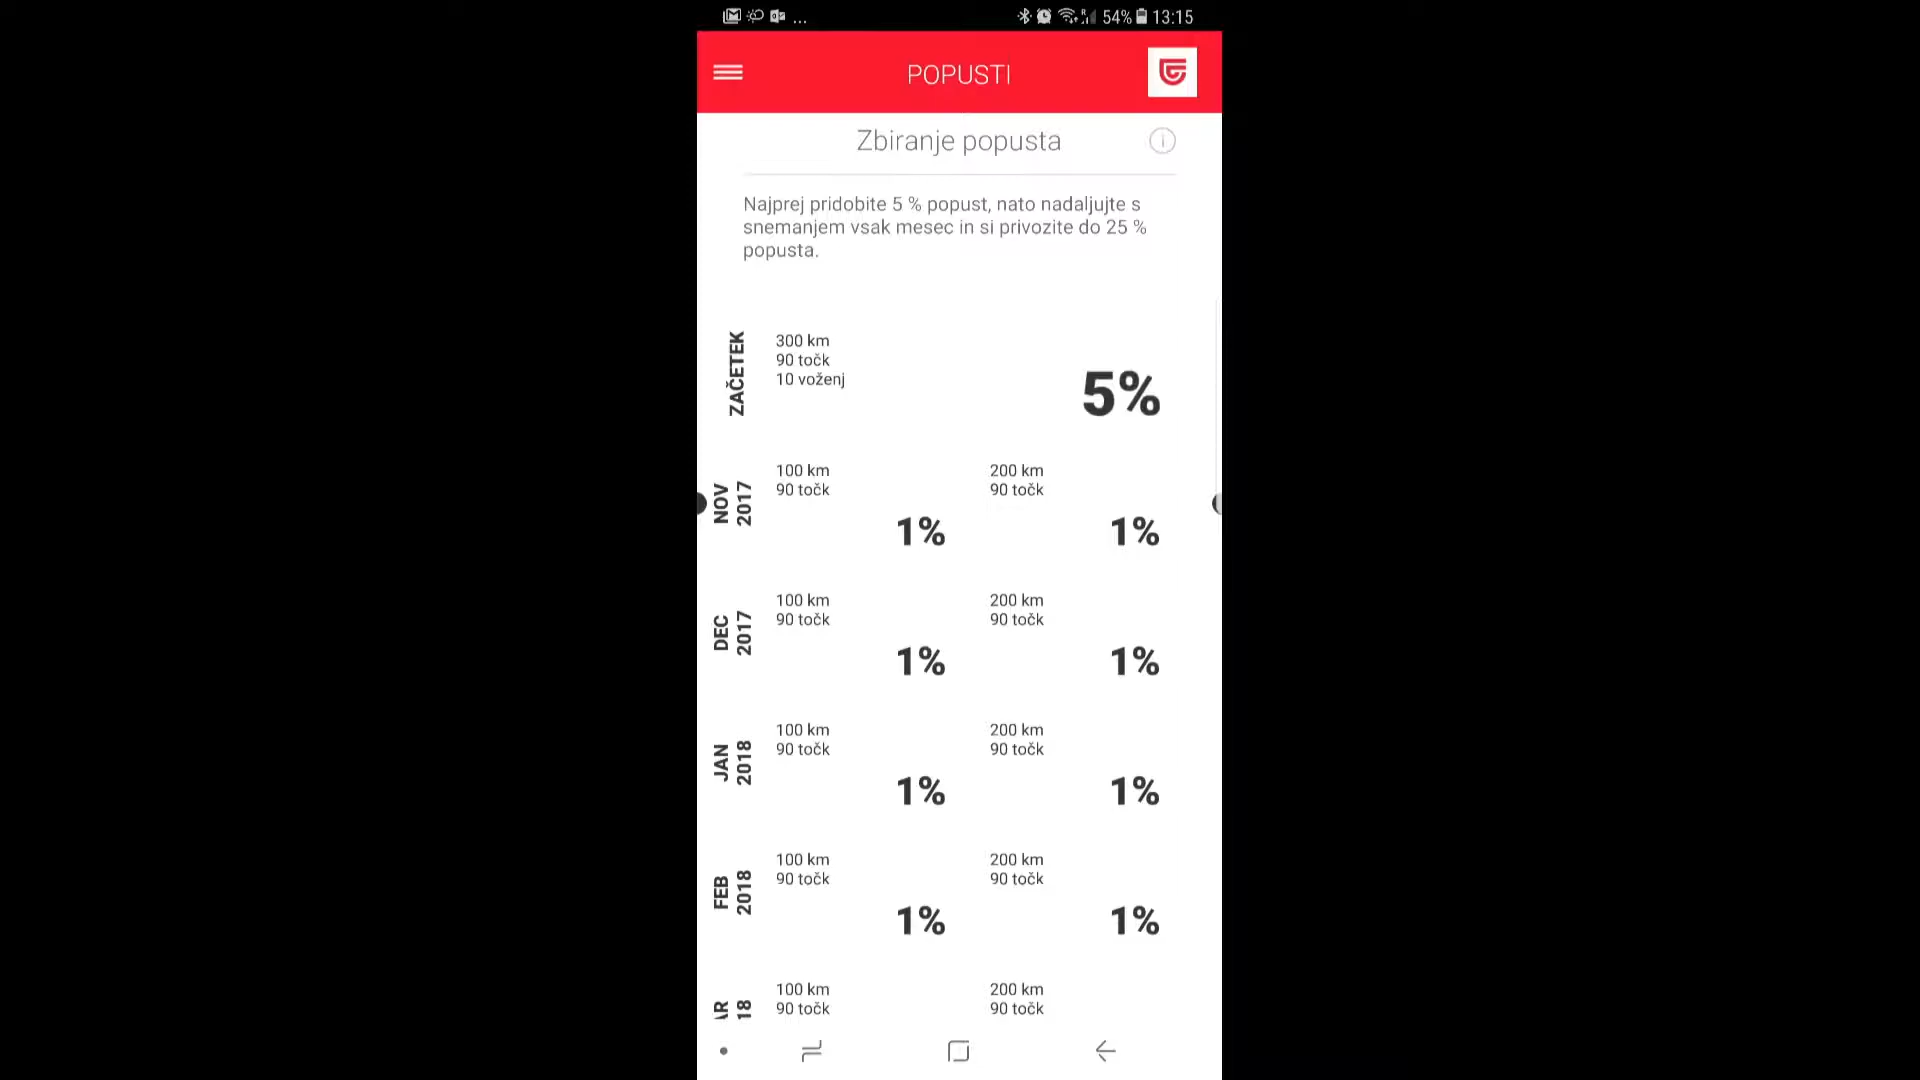 ... 54% 13:15
POPUSTI
Zbiranje popusta
Najprej pridobite 5 % popust, nato nadaljujte s
snemanjem vsak mesec in si privozite do 25 %
popusta.
ZAČETEK
300 km
90 točk
10 voženj
5%
NOV
2017
100 km
90 točk
1%
200 km
90 točk
1%
DEC
2017
100 km
90 točk
1%
200 km
90 točk
1%
JAN
2018
100 km
90 točk
1%
200 km
90 točk
1%
FEB
2018
100 km
90 točk
1%
200 km
90 točk
1%
AR
18
100 km
90 točk
200 km
90 točk